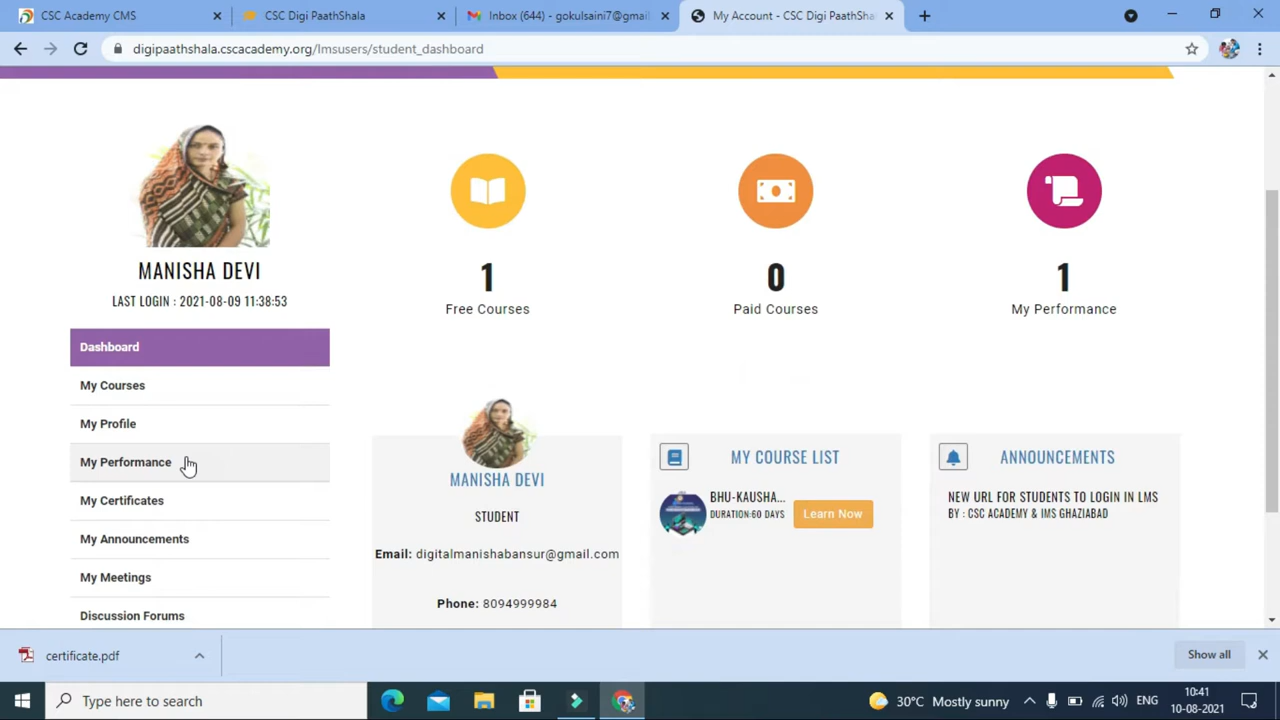 CSC Academy CMS
CSC Digi PaathShala
Inbox (644) - gokulsaini7@gmail
My Account - CSC Digi PaathSha
digipaathshala.cscacademy.org/lmsusers/student_dashboard
MANISHA DEVI
LAST LOGIN : 2021-08-09 11:38:53
Dashboard
My Courses
My Profile
My Performance
My Certificates
My Announcements
My Meetings
Discussion Forums
1
Free Courses
0
Paid Courses
1
My Performance
MANISHA DEVI
STUDENT
Email: digitalmanishabansur@gmail.com
Phone: 8094999984
MY COURSE LIST
BHU-KAUSHA...
DURATION:60 DAYS
Learn Now
ANNOUNCEMENTS
NEW URL FOR STUDENTS TO LOGIN IN LMS
BY : CSC ACADEMY & IMS GHAZIABAD
certificate.pdf
Show all
Type here to search
30°C Mostly sunny
ENG
10:41
10-08-2021